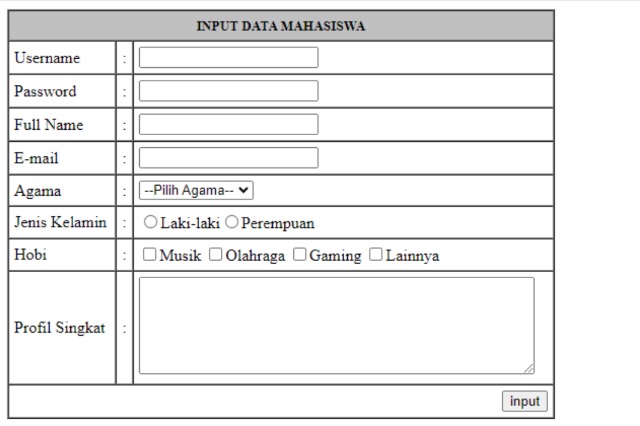 INPUT DATA MAHASISWA
Username :
Password :
Full Name :
E-mail :
Agama : --Pilih Agama--
Jenis Kelamin : Laki-laki Perempuan
Hobi : Musik Olahraga Gaming Lainnya
Profil Singkat :
input